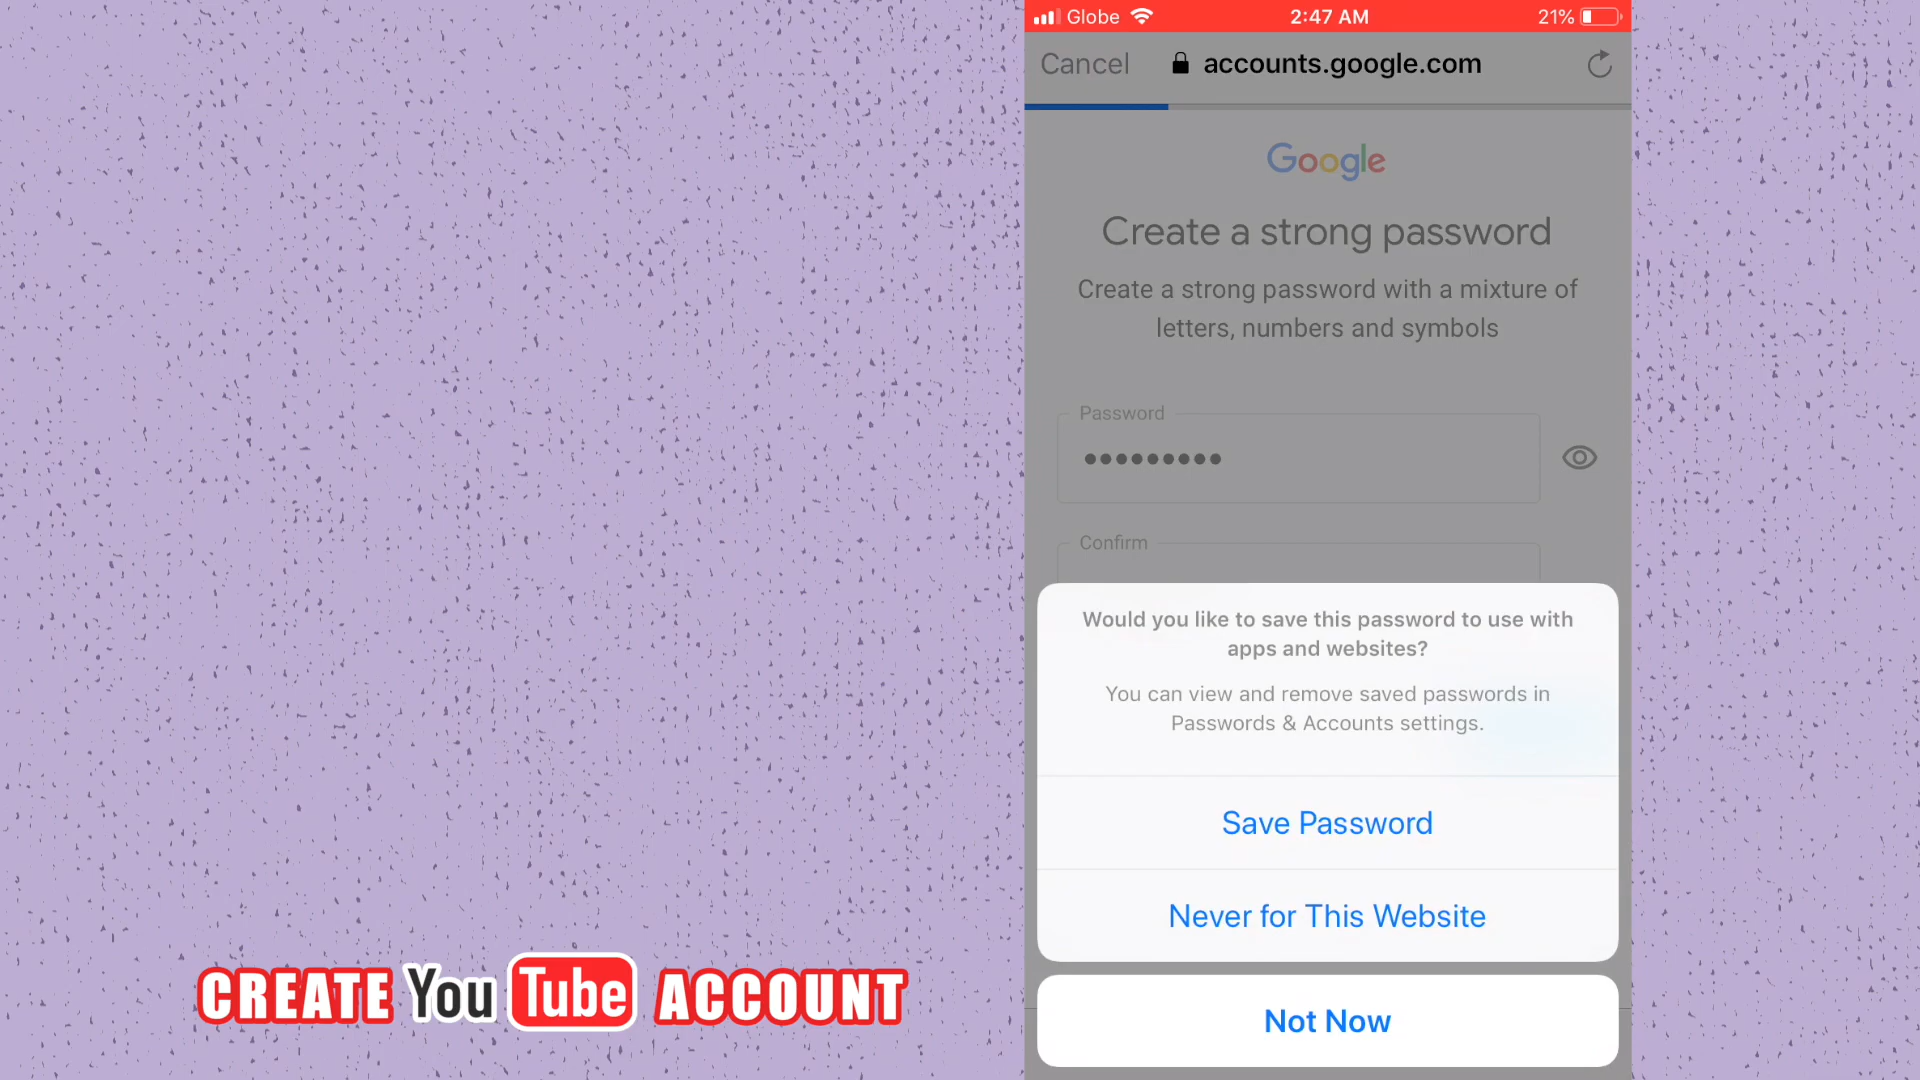 Globe 2:47 AM 21%
Cancel accounts.google.com
Google
Create a strong password
Create a strong password with a mixture of
letters, numbers and symbols
Password
Confirm
Would you like to save this password to use with
apps and websites?
You can view and remove saved passwords in
Passwords & Accounts settings.
Save Password
Never for This Website
Not Now
CREATE YouTube ACCOUNT